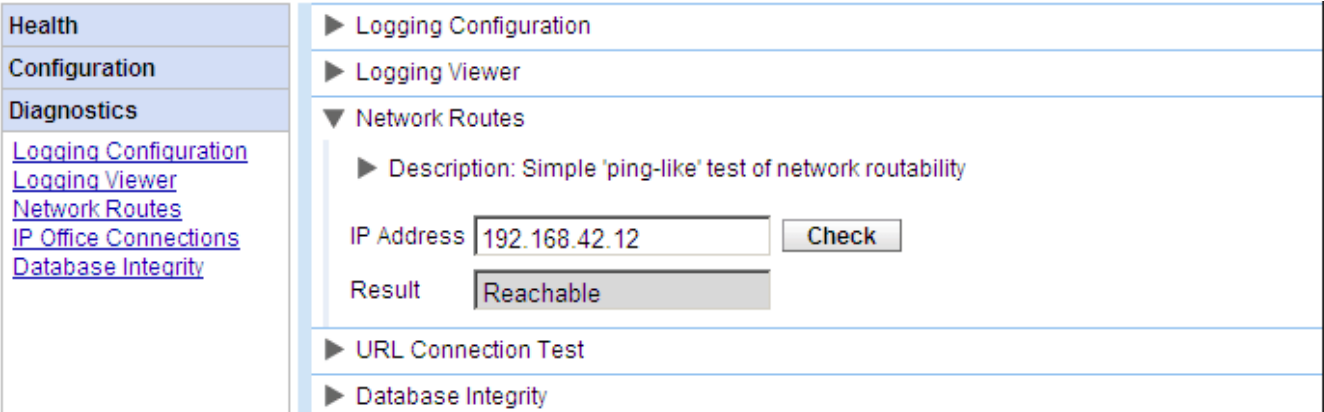 Health
Configuration
Diagnostics
Logging Configuration
Logging Viewer
Network Routes
IP Office Connections
Database Integrity
Logging Configuration
Logging Viewer
Network Routes
Description: Simple 'ping-like' test of network routability
IP Address 192.168.42.12 Check
Result Reachable
URL Connection Test
Database Integrity